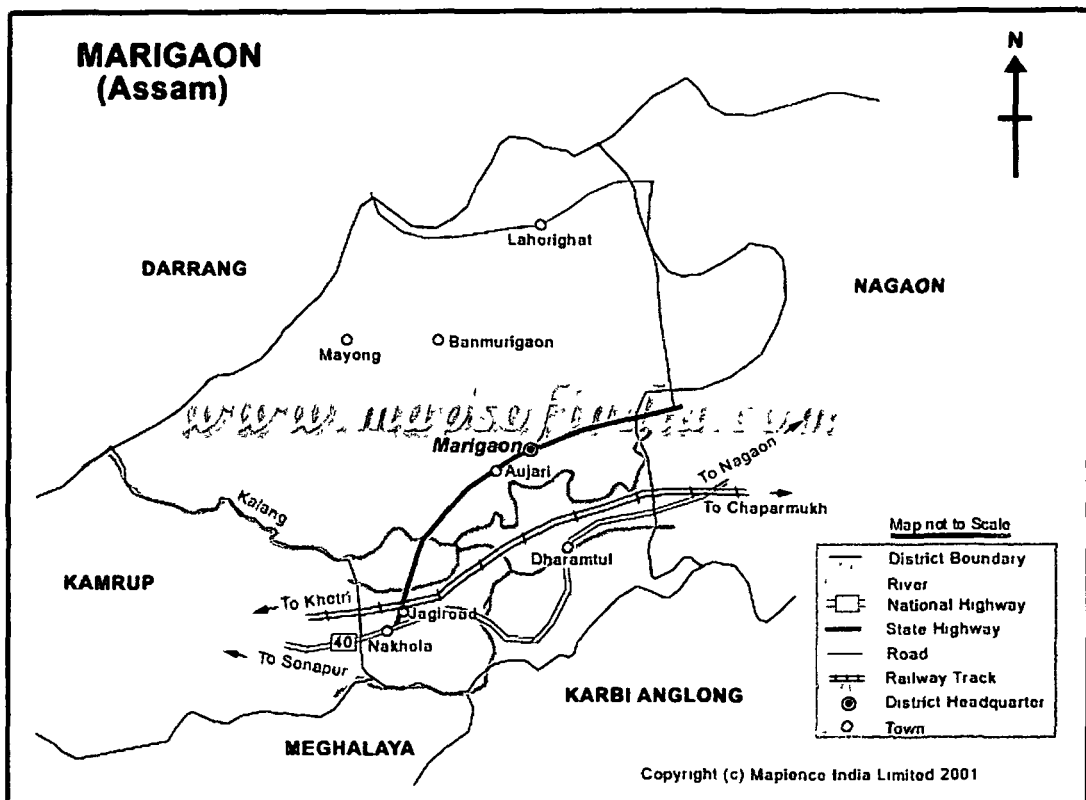 MARIGAON
(Assam)
N
Lahorighat
DARRANG
NAGAON
Mayong
Banmurigaon
Marigaon
Aujari
To Nagaon
To Chaparmukh
Kalang
Dharamtul
KAMRUP
To Khetri
Jagiroad
40
Nakhola
To Sonapur
KARBI ANGLONG
MEGHALAYA
Map not to Scale
District Boundary
River
National Highway
State Highway
Road
Railway Track
District Headquarter
Town
Copyright (c) Maplence India Limited 2001